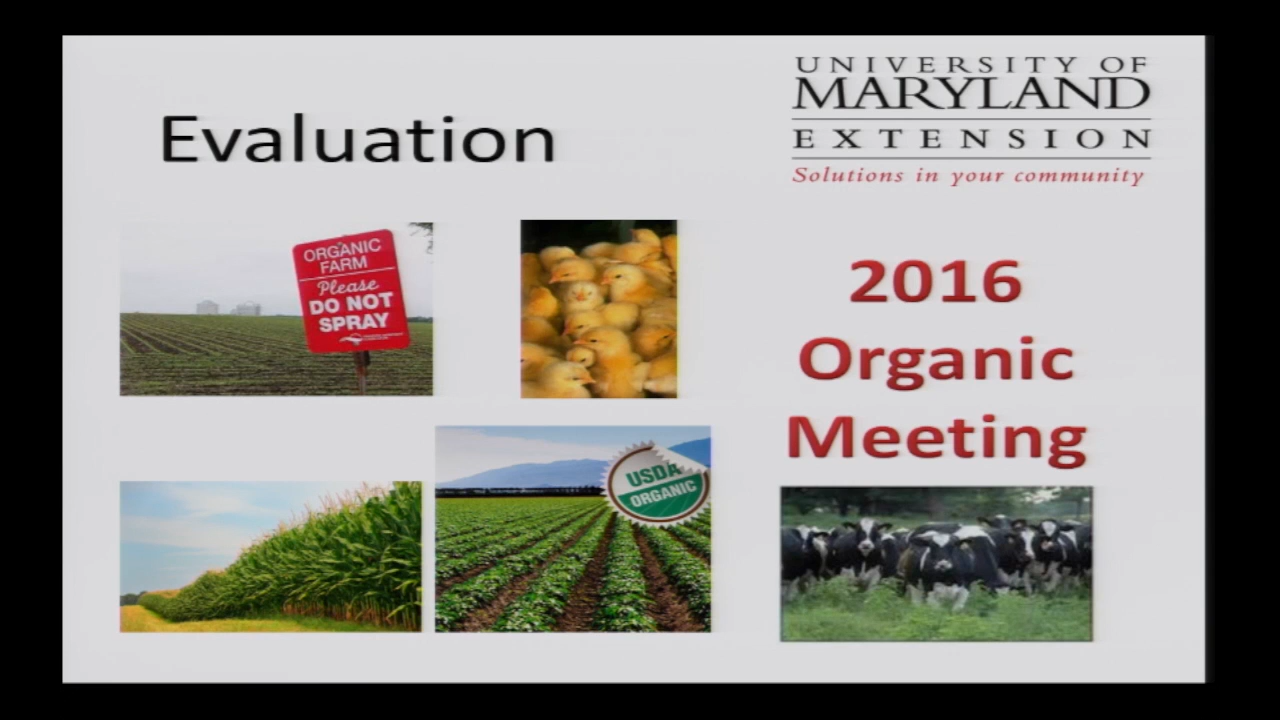 Evaluation
UNIVERSITY OF
MARYLAND
EXTENSION
Solutions in your community
ORGANIC
FARM
Please
DO NOT
SPRAY
2016
Organic
Meeting
USDA
ORGANIC